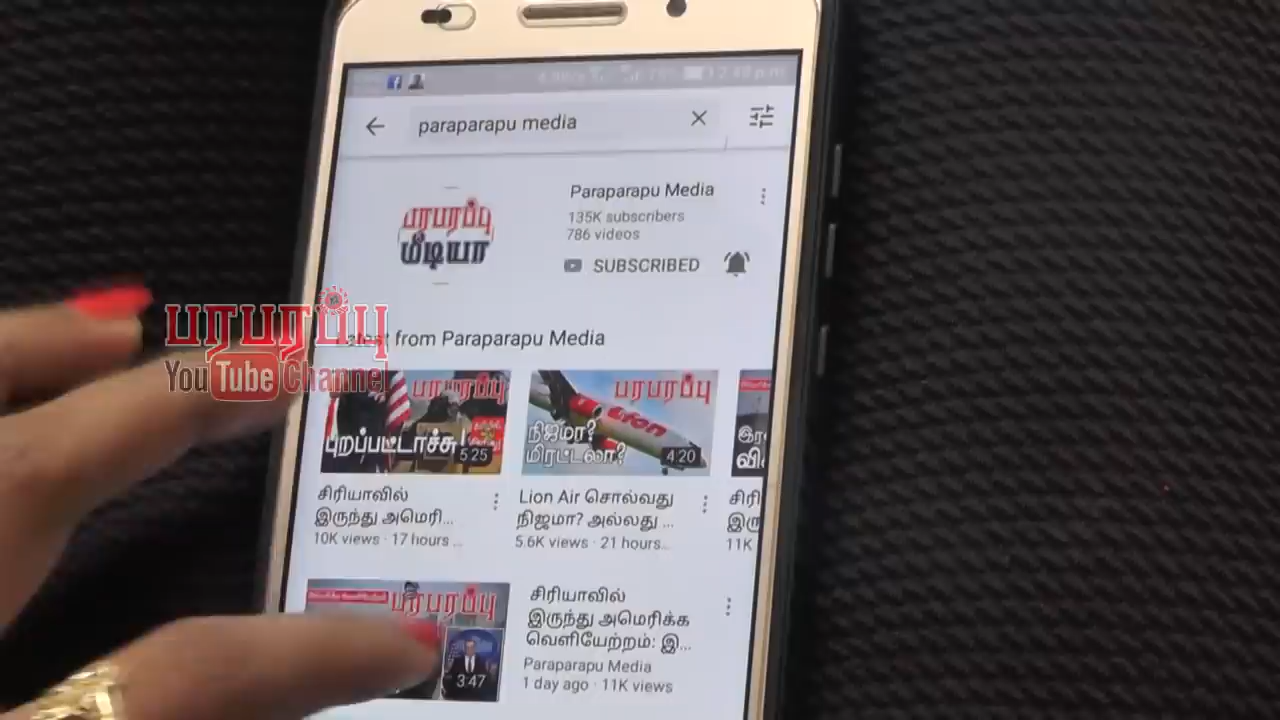 paraparapu media
Paraparapu Media
135K subscribers
786 videos
SUBSCRIBED
பரபரப்பு
மீடியா
பரபரப்பு
YouTube Channel
Latest from Paraparapu Media
பரபரப்பு
புறப்பட்டாச்சு!
5:25
பரபரப்பு
lion
நிஜமா?
மிரட்டலா?
4:20
சிரியாவில்
இருந்து அமெரி...
10K views · 17 hours ...
Lion Air சொல்வது
நிஜமா? அல்லது ...
5.6K views · 21 hours...
சிரி
இரு
11K
பரபரப்பு
3:47
சிரியாவில்
இருந்து அமெரிக்க
வெளியேற்றம்: இ...
Paraparapu Media
1 day ago · 11K views